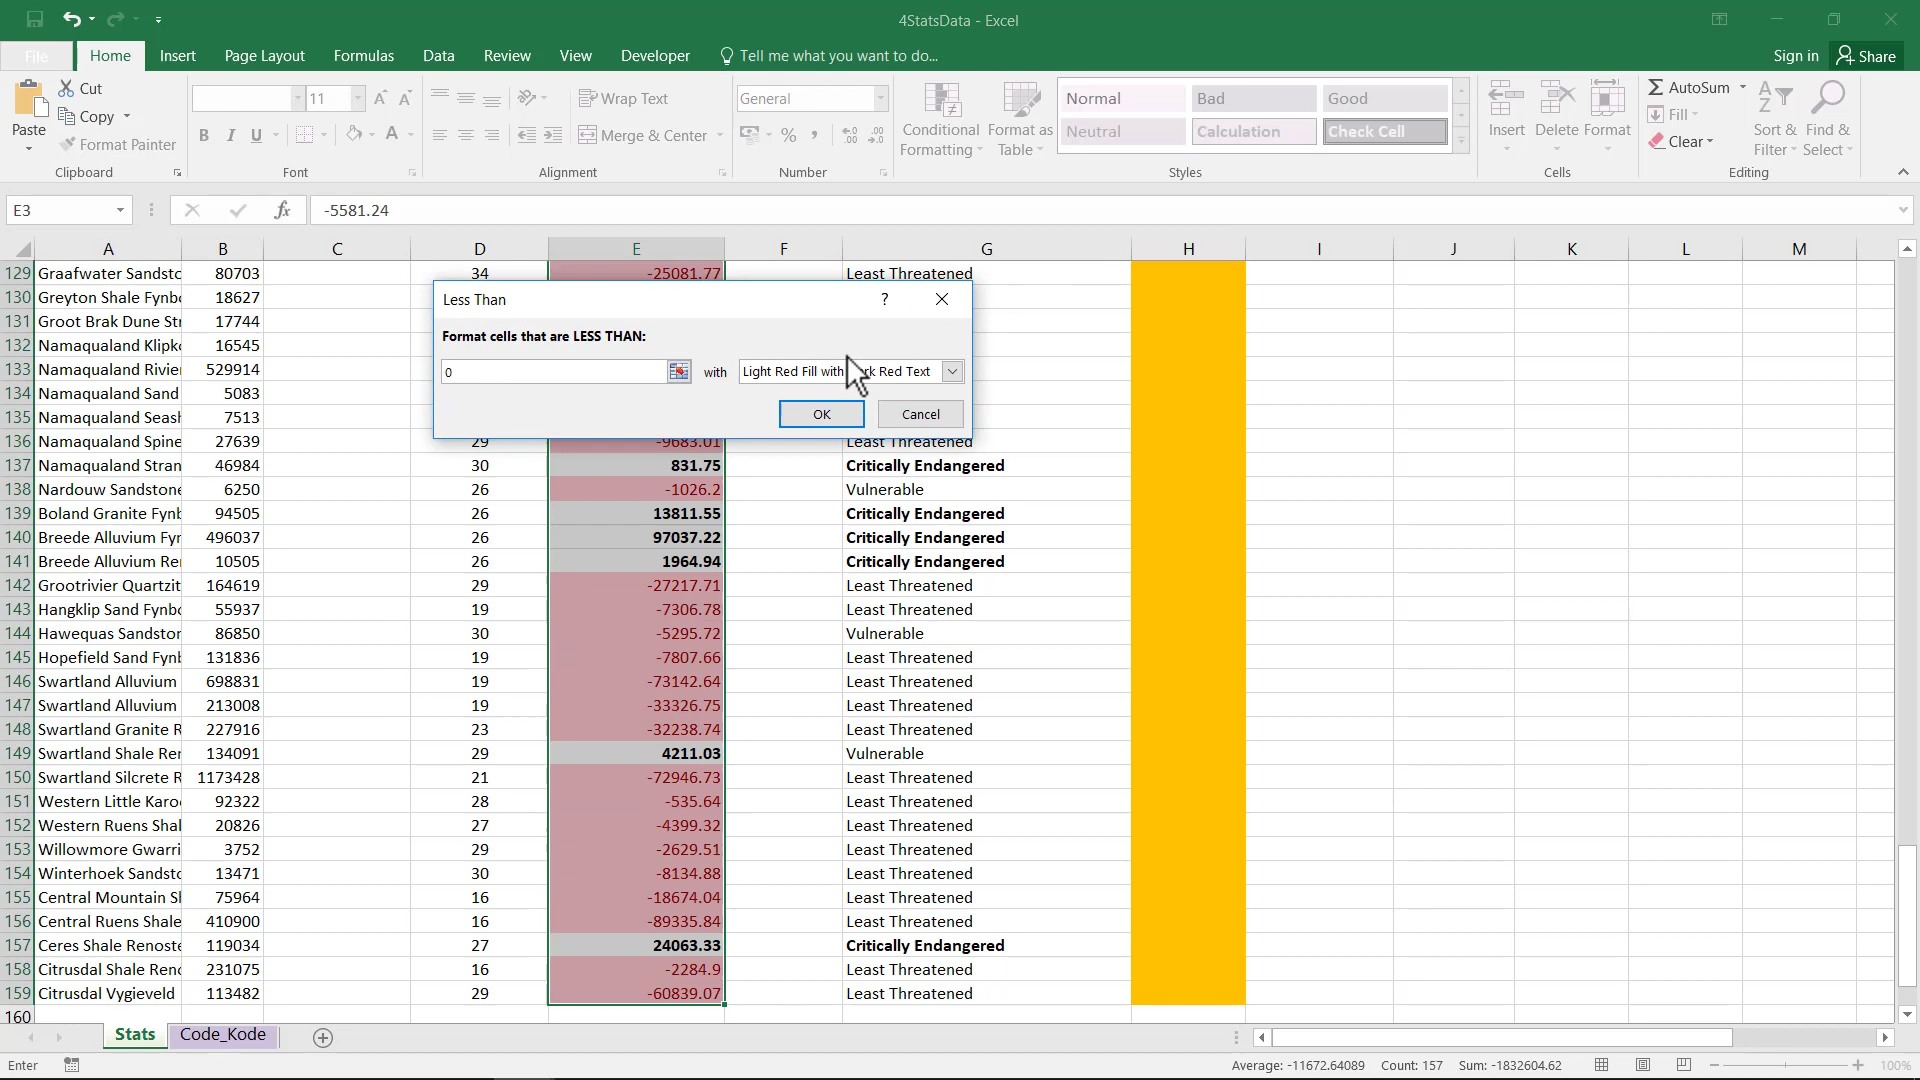 4StatsData - Excel
File Home Insert Page Layout Formulas Data Review View Developer Tell me what you want to do... Sign in Share
Cut
Copy
Format Painter
Paste
Clipboard
11
B I U A
Font
Wrap Text
Merge & Center
Alignment
General
%
Number
Conditional Formatting
Format as Table
Normal Bad Good
Neutral Calculation Check Cell
Styles
Insert Delete Format
Cells
AutoSum
Fill
Clear
Sort & Filter
Find & Select
Editing
E3 fx -5581.24
A B C D E F G H I J K L M
129 Graafwater Sandstc 80703 34 -25081.77 Least Threatened
130 Greyton Shale Fynb 18627
131 Groot Brak Dune Str 17744
132 Namaqualand Klipk 16545
133 Namaqualand Rivier 529914
134 Namaqualand Sand 5083
135 Namaqualand Seash 7513
136 Namaqualand Spine 27639 29 -9683.01 Least Threatened
137 Namaqualand Stran 46984 30 831.75 Critically Endangered
138 Nardouw Sandstone 6250 26 -1026.2 Vulnerable
139 Boland Granite Fynb 94505 26 13811.55 Critically Endangered
140 Breede Alluvium Fyr 496037 26 97037.22 Critically Endangered
141 Breede Alluvium Re 10505 26 1964.94 Critically Endangered
142 Grootrivier Quartzit 164619 29 -27217.71 Least Threatened
143 Hangklip Sand Fynb 55937 19 -7306.78 Least Threatened
144 Hawequas Sandstor 86850 30 -5295.72 Vulnerable
145 Hopefield Sand Fynb 131836 19 -7807.66 Least Threatened
146 Swartland Alluvium 698831 19 -73142.64 Least Threatened
147 Swartland Alluvium 213008 19 -33326.75 Least Threatened
148 Swartland Granite R 227916 23 -32238.74 Least Threatened
149 Swartland Shale Rer 134091 29 4211.03 Vulnerable
150 Swartland Silcrete R 1173428 21 -72946.73 Least Threatened
151 Western Little Karo 92322 28 -535.64 Least Threatened
152 Western Ruens Shal 20826 27 -4399.32 Least Threatened
153 Willowmore Gwarri 3752 29 -2629.51 Least Threatened
154 Winterhoek Sandst 13471 30 -8134.88 Least Threatened
155 Central Mountain Sl 75964 16 -18674.04 Least Threatened
156 Central Ruens Shale 410900 16 -89335.84 Least Threatened
157 Ceres Shale Renoste 119034 27 24063.33 Critically Endangered
158 Citrusdal Shale Ren 231075 16 -2284.9 Least Threatened
159 Citrusdal Vygieveld 113482 29 -60839.07 Least Threatened
160
Less Than ?
Format cells that are LESS THAN:
0 with Light Red Fill with Red Text
OK Cancel
Stats Code_Kode
Enter Average: -11672.64089 Count: 157 Sum: -1832604.62 100%